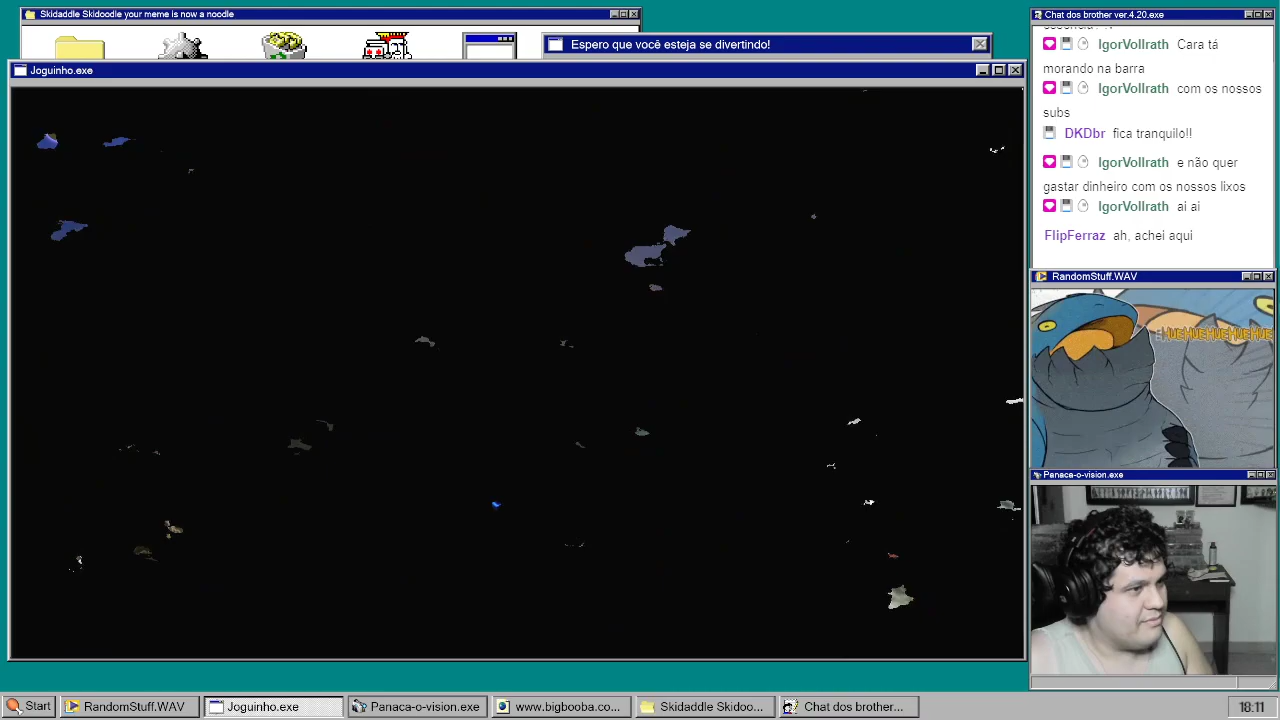 Skidaddle Skidoodle your meme is now a noodle
Espero que você esteja se divertindo!
Joguinho.exe
Chat dos brother ver.4.20.exe
IgorVollrath Cara tá
morando na barra
IgorVollrath com os nossos
subs
DKDbr fica tranquilo!!
IgorVollrath e não quer
gastar dinheiro com os nossos lixos
IgorVollrath ai ai
FlipFerraz ah, achei aqui
RandomStuff.WAV
HUEHUEHUEHUEHUE
Panaca-o-vision.exe
Start
RandomStuff.WAV
Joguinho.exe
Panaca-o-vision.exe
www.bigbooba.co...
Skidaddle Skidoo...
Chat dos brother...
18:11